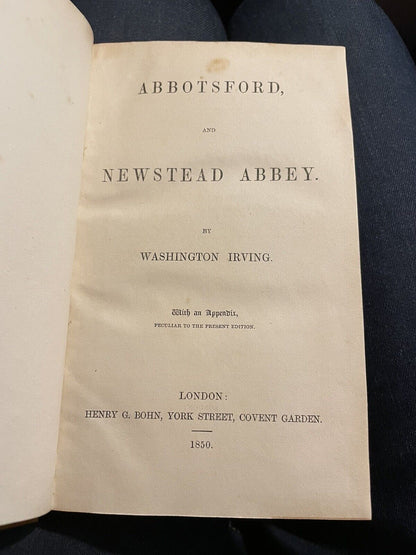 ABBOTSFORD,
AND
NEWSTEAD ABBEY.
BY
WASHINGTON IRVING.
With an Appendix,
PECULIAR TO THE PRESENT EDITION.
LONDON:
HENRY G. BOHN, YORK STREET, COVENT GARDEN.
1850.